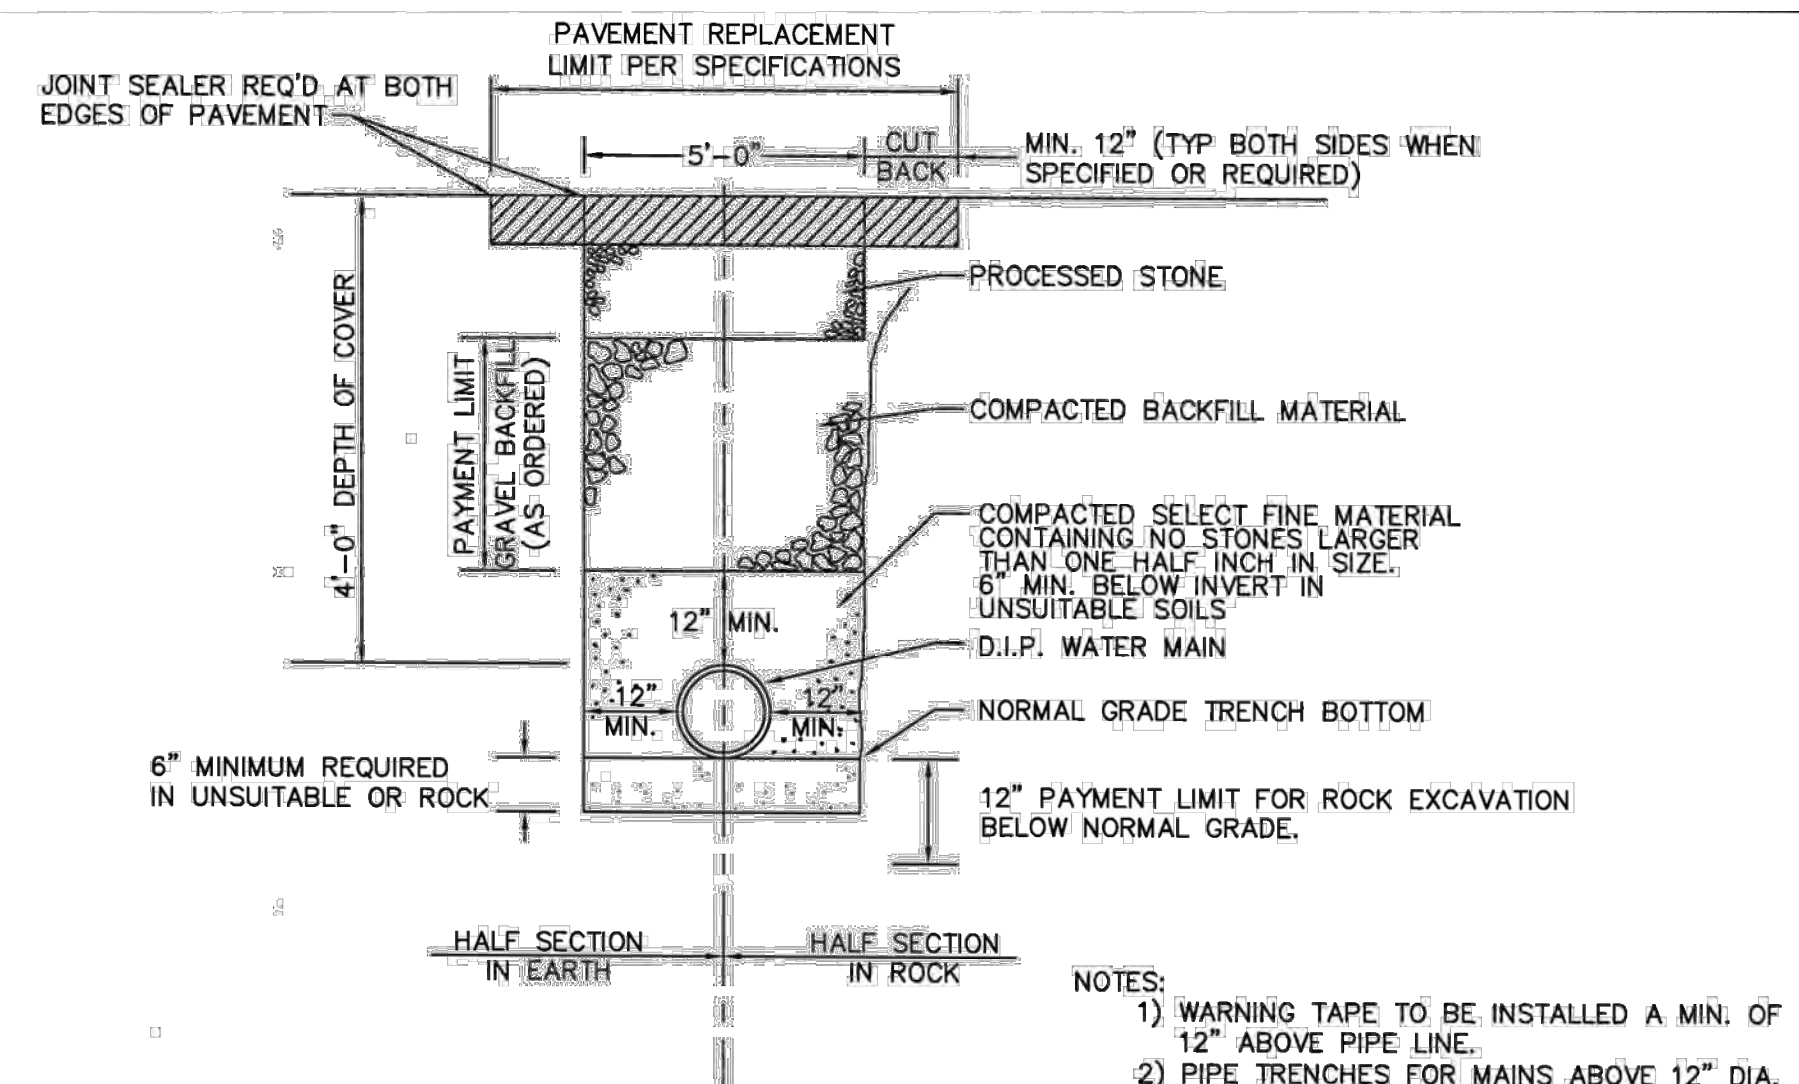 PAVEMENT REPLACEMENT
LIMIT PER SPECIFICATIONS
JOINT SEALER REQ'D AT BOTH
EDGES OF PAVEMENT
5'-0"
CUT
BACK
MIN. 12" (TYP BOTH SIDES WHEN
SPECIFIED OR REQUIRED)
PROCESSED STONE
4'-0" DEPTH OF COVER
PAYMENT LIMIT
GRAVEL BACKFILL
(AS ORDERED)
COMPACTED BACKFILL MATERIAL
COMPACTED SELECT FINE MATERIAL
CONTAINING NO STONES LARGER
THAN ONE HALF INCH IN SIZE.
6" MIN. BELOW INVERT IN
UNSUITABLE SOILS
12" MIN.
D.I.P. WATER MAIN
12"
MIN.
12"
MIN.
NORMAL GRADE TRENCH BOTTOM
6" MINIMUM REQUIRED
IN UNSUITABLE OR ROCK
12" PAYMENT LIMIT FOR ROCK EXCAVATION
BELOW NORMAL GRADE.
HALF SECTION
IN EARTH
HALF SECTION
IN ROCK
NOTES:
1) WARNING TAPE TO BE INSTALLED A MIN. OF
12" ABOVE PIPE LINE.
2) PIPE TRENCHES FOR MAINS ABOVE 12" DIA.